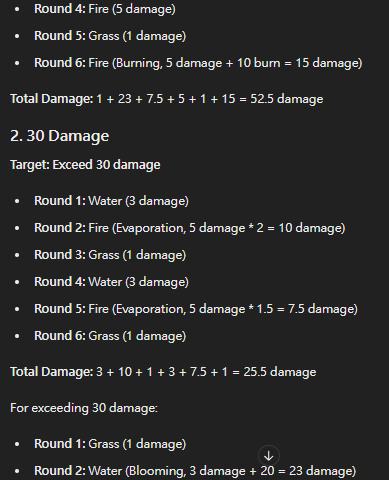 Round 4: Fire (5 damage)
Round 5: Grass (1 damage)
Round 6: Fire (Burning, 5 damage + 10 burn = 15 damage)
Total Damage: 1 + 23 + 7.5 + 5 + 1 + 15 = 52.5 damage
2. 30 Damage
Target: Exceed 30 damage
Round 1: Water (3 damage)
Round 2: Fire (Evaporation, 5 damage * 2 = 10 damage)
Round 3: Grass (1 damage)
Round 4: Water (3 damage)
Round 5: Fire (Evaporation, 5 damage * 1.5 = 7.5 damage)
Round 6: Grass (1 damage)
Total Damage: 3 + 10 + 1 + 3 + 7.5 + 1 = 25.5 damage
For exceeding 30 damage:
Round 1: Grass (1 damage)
Round 2: Water (Blooming, 3 damage + 20 = 23 damage)